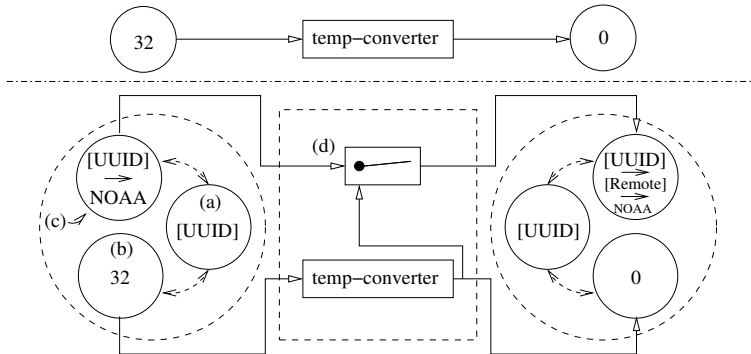 32
temp-converter
0
[UUID]
NOAA
(a)
[UUID]
(c)
(b)
32
(d)
temp-converter
[UUID]
[Remote]
NOAA
[UUID]
0